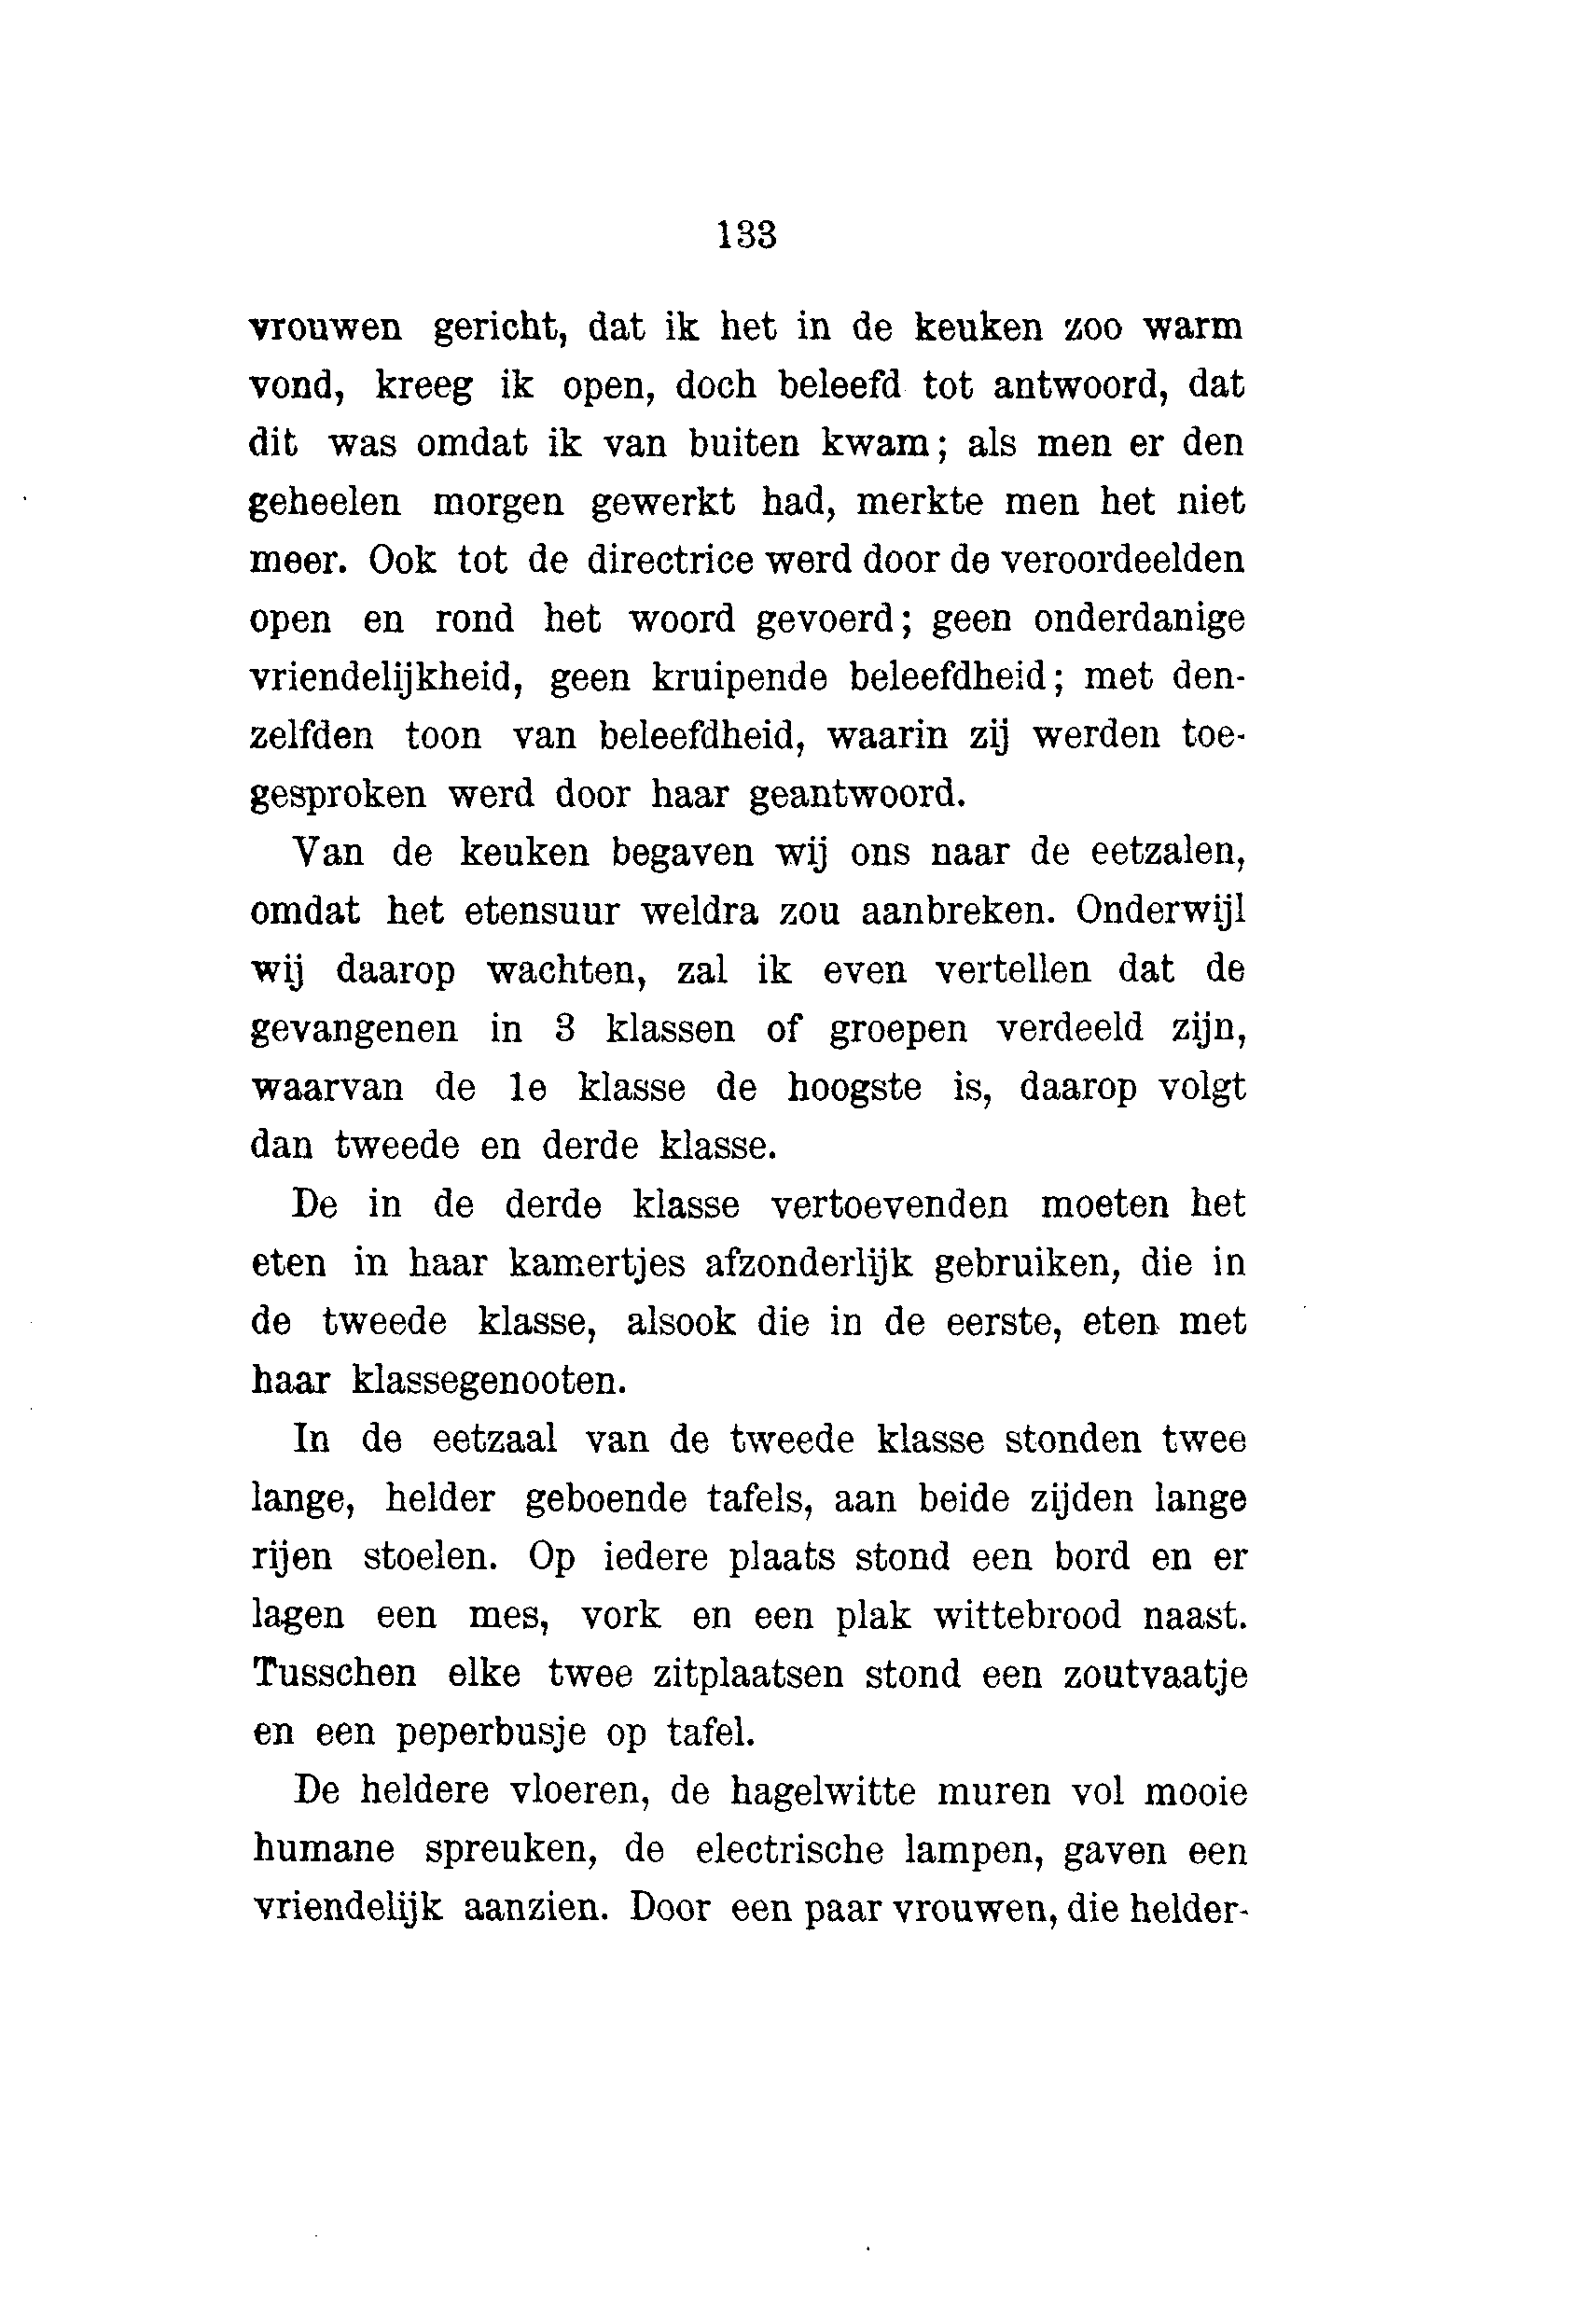 133
vrouwen gericht, dat ik het in de keuken zoo warm
vond, kreeg ik open, doch beleefd tot antwoord, dat
dit was omdat ik van buiten kwam; als men er den
geheelen morgen gewerkt had, merkte men het niet
meer. Ook tot de directrice werd door de veroordeelden
open en rond het woord gevoerd; geen onderdanige
vriendelijkheid, geen kruipende beleefdheid; met den-
zelfden toon van beleefdheid, waarin zij werden toe-
gesproken werd door haar geantwoord.
Van de keuken begaven wij ons naar de eetzalen,
omdat het etensuur weldra zou aanbreken. Onderwijl
wij daarop wachten, zal ik even vertellen dat de
gevangenen in 3 klassen of groepen verdeeld zijn,
waarvan de 1e klasse de hoogste is, daarop volgt
dan tweede en derde klasse.
De in de derde klasse vertoevenden moeten het
eten in haar kamertjes afzonderlijk gebruiken, die in
de tweede klasse, alsook die in de eerste, eten met
haar klassegenooten.
In de eetzaal van de tweede klasse stonden twee
lange, helder geboende tafels, aan beide zijden lange
rijen stoelen. Op iedere plaats stond een bord en er
lagen een mes, vork en een plak wittebrood naast.
Tusschen elke twee zitplaatsen stond een zoutvaatje
en een peperbusje op tafel.
De heldere vloeren, de hagelwitte muren vol mooie
humane spreuken, de electrische lampen, gaven een
vriendelijk aanzien. Door een paar vrouwen, die helder-